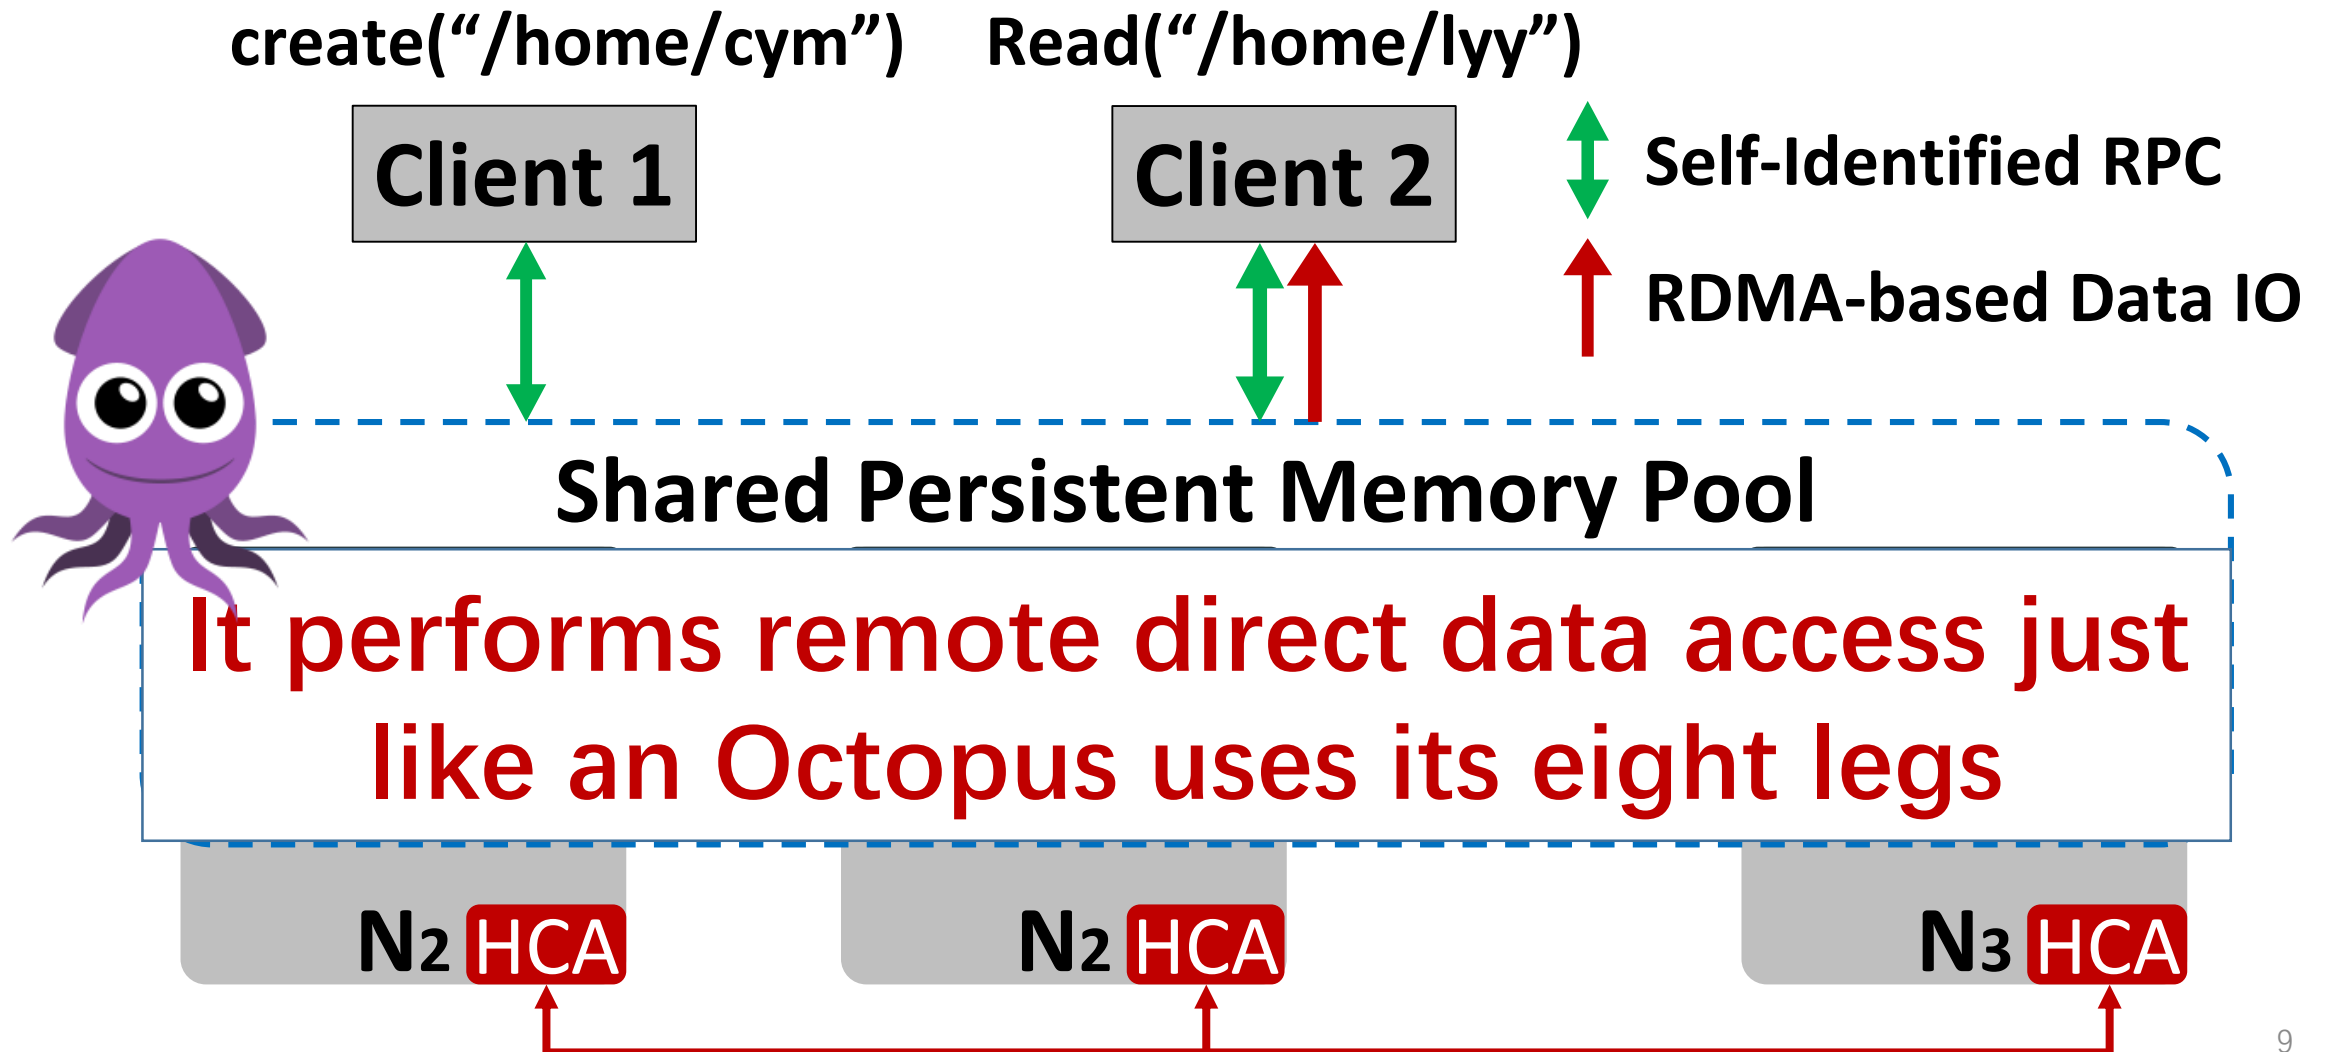 create(“/home/cym”)
Read(“/home/lyy”)
Client 1
Client 2
Self-Identified RPC
RDMA-based Data IO
Shared Persistent Memory Pool
It performs remote direct data access just
like an Octopus uses its eight legs
N2 HCA
N2 HCA
N3 HCA
9